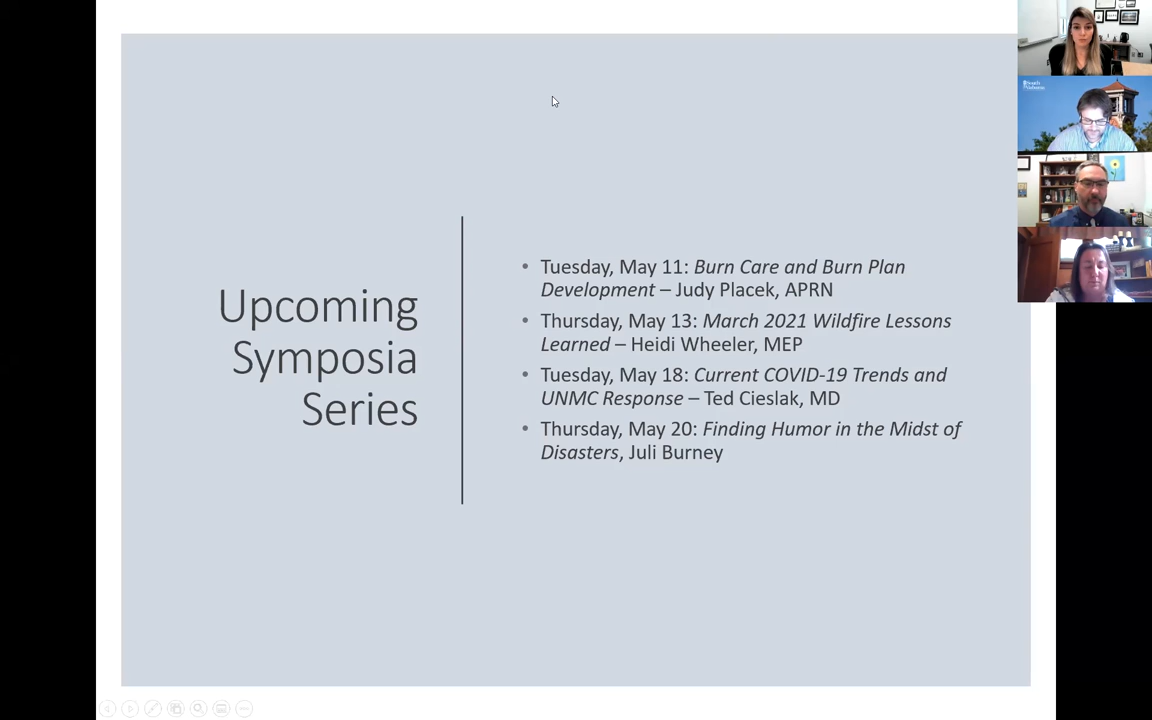 Upcoming
Symposia
Series
• Tuesday, May 11: Burn Care and Burn Plan
Development – Judy Placek, APRN
• Thursday, May 13: March 2021 Wildfire Lessons
Learned – Heidi Wheeler, MEP
• Tuesday, May 18: Current COVID-19 Trends and
UNMC Response – Ted Cieslak, MD
• Thursday, May 20: Finding Humor in the Midst of
Disasters, Juli Burney